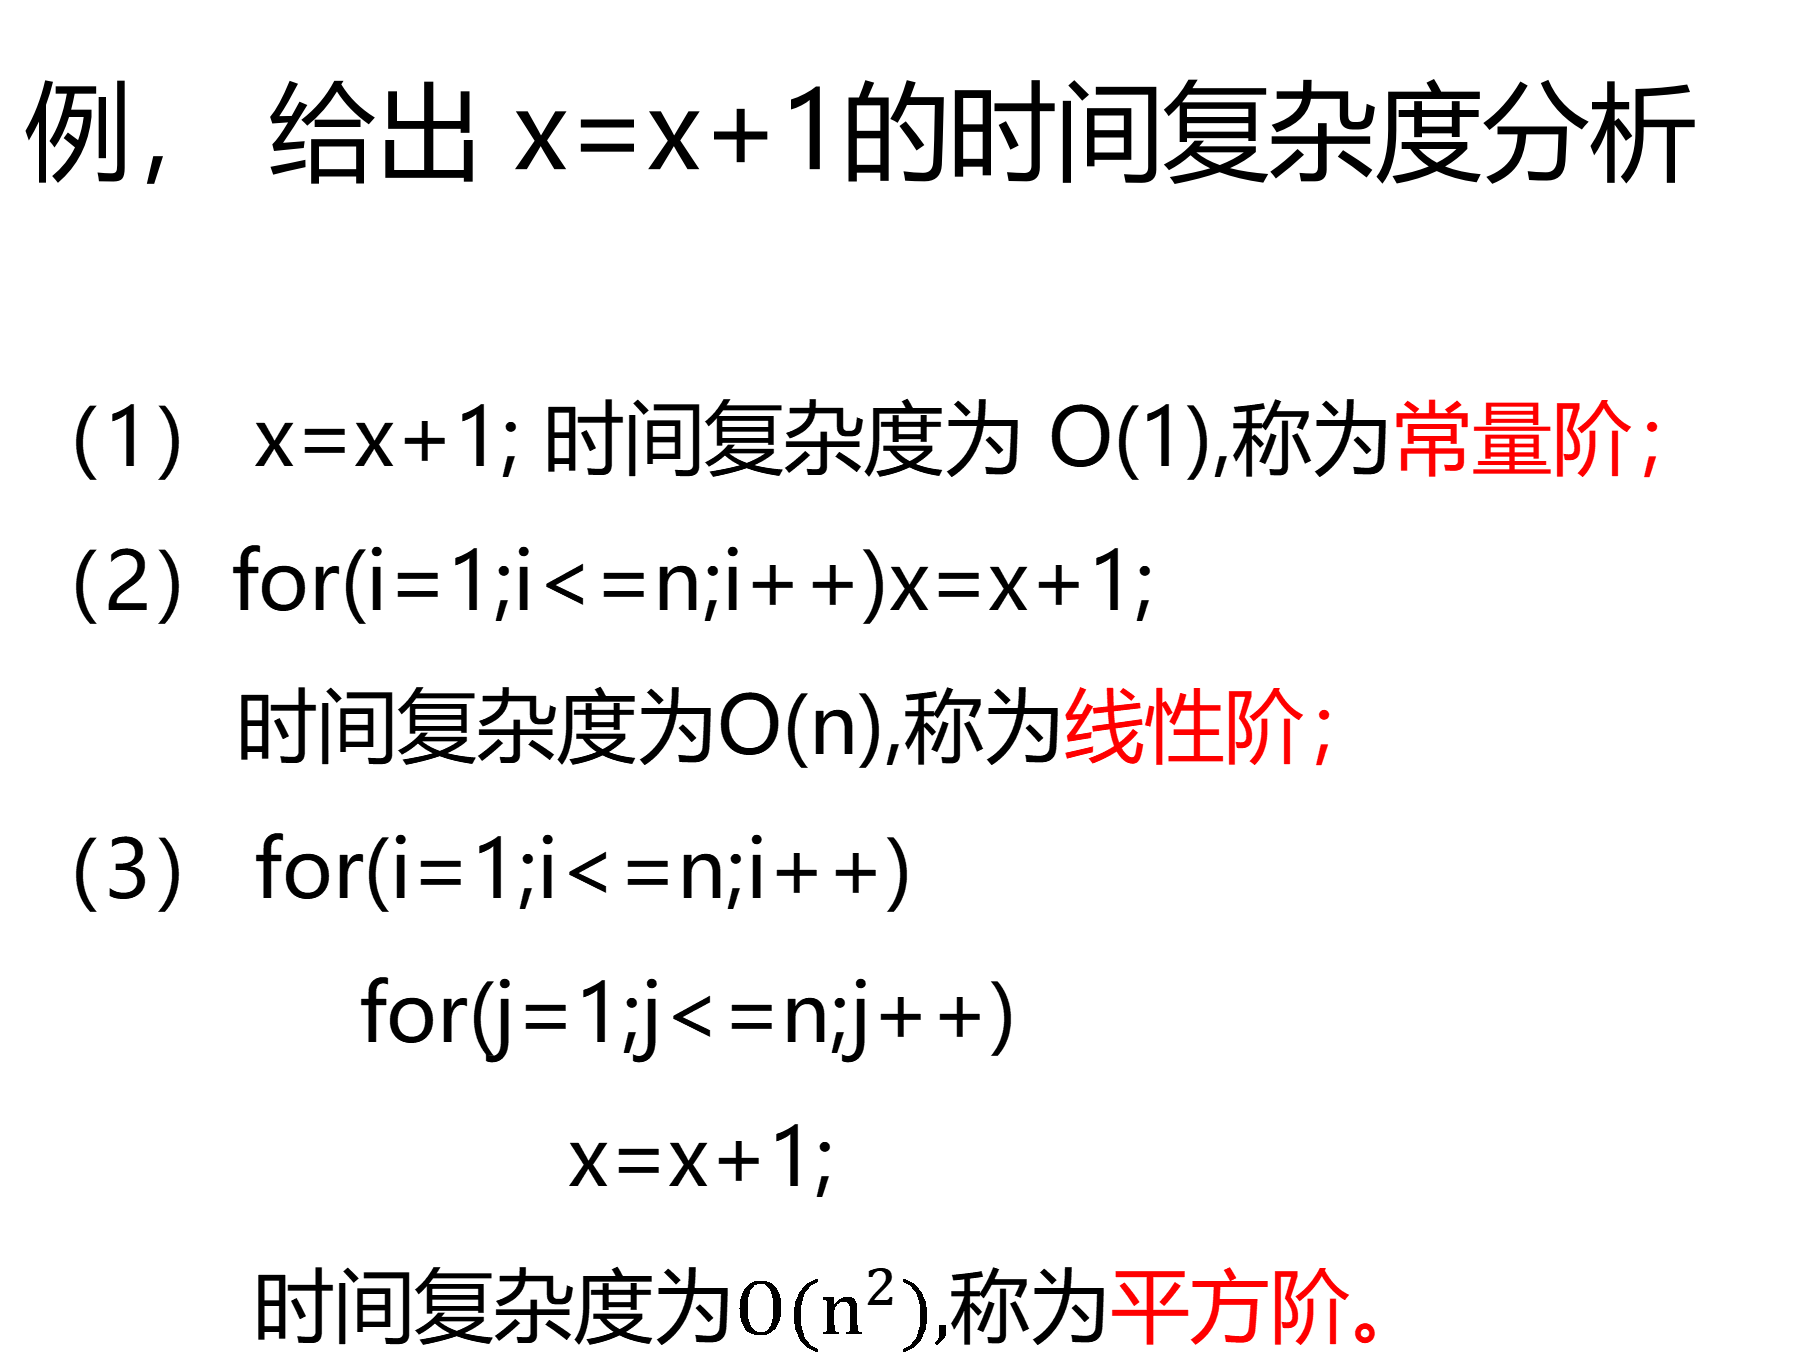 例， 给出 x=x+1的时间复杂度分析
（1） x=x+1; 时间复杂度为 O(1),称为常量阶；
（2）for(i=1;i<=n;i++)x=x+1;
时间复杂度为O(n),称为线性阶；
（3） for(i=1;i<=n;i++)
for(j=1;j<=n;j++)
x=x+1;
时间复杂度为O(n²),称为平方阶。